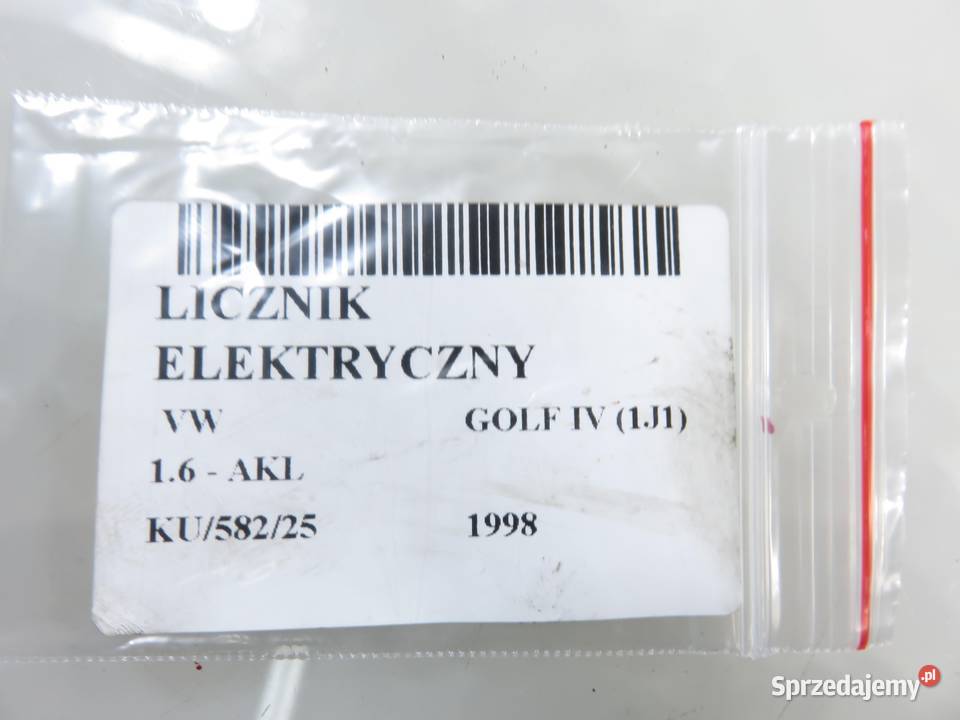 LICZNIK
ELEKTRYCZNY
VW GOLF IV (1J1)
1.6 - AKL
KU/582/25 1998
Sprzedajemy.pl